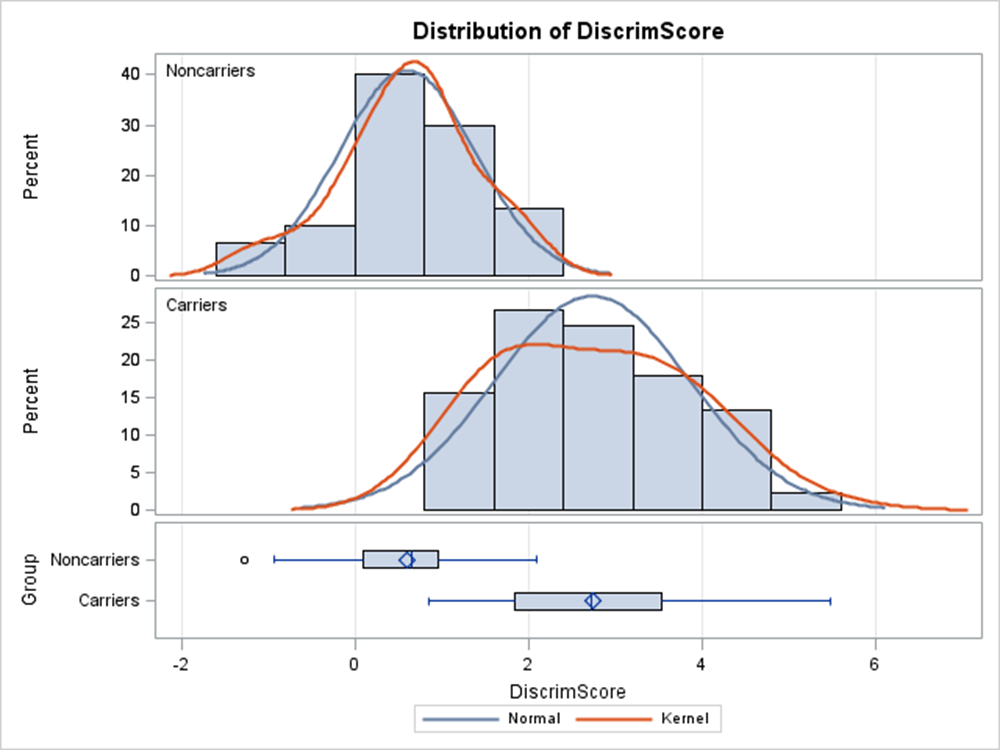 Distribution of DiscrimScore
Noncarriers
Percent
40
30
20
10
0
Carriers
Percent
25
20
15
10
5
0
Group
Noncarriers
Carriers
-2 0 2 4 6
DiscrimScore
Normal Kernel